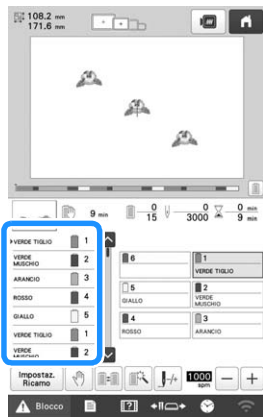 108.2 mm
171.6 mm
9 min
0
15
0
3000
0 min
9
VERDE TIGLIO 1
VERDE
MUSCHIO 2
ARANCIO 3
ROSSO 4
GIALLO 5
VERDE TIGLIO 1
VERDE
MUSCHIO 2
6
1
VERDE TIGLIO
5
GIALLO
2
VERDE
MUSCHIO
4
ROSSO
3
ARANCIO
Impostaz.
Ricamo
1000
spm
Blocco